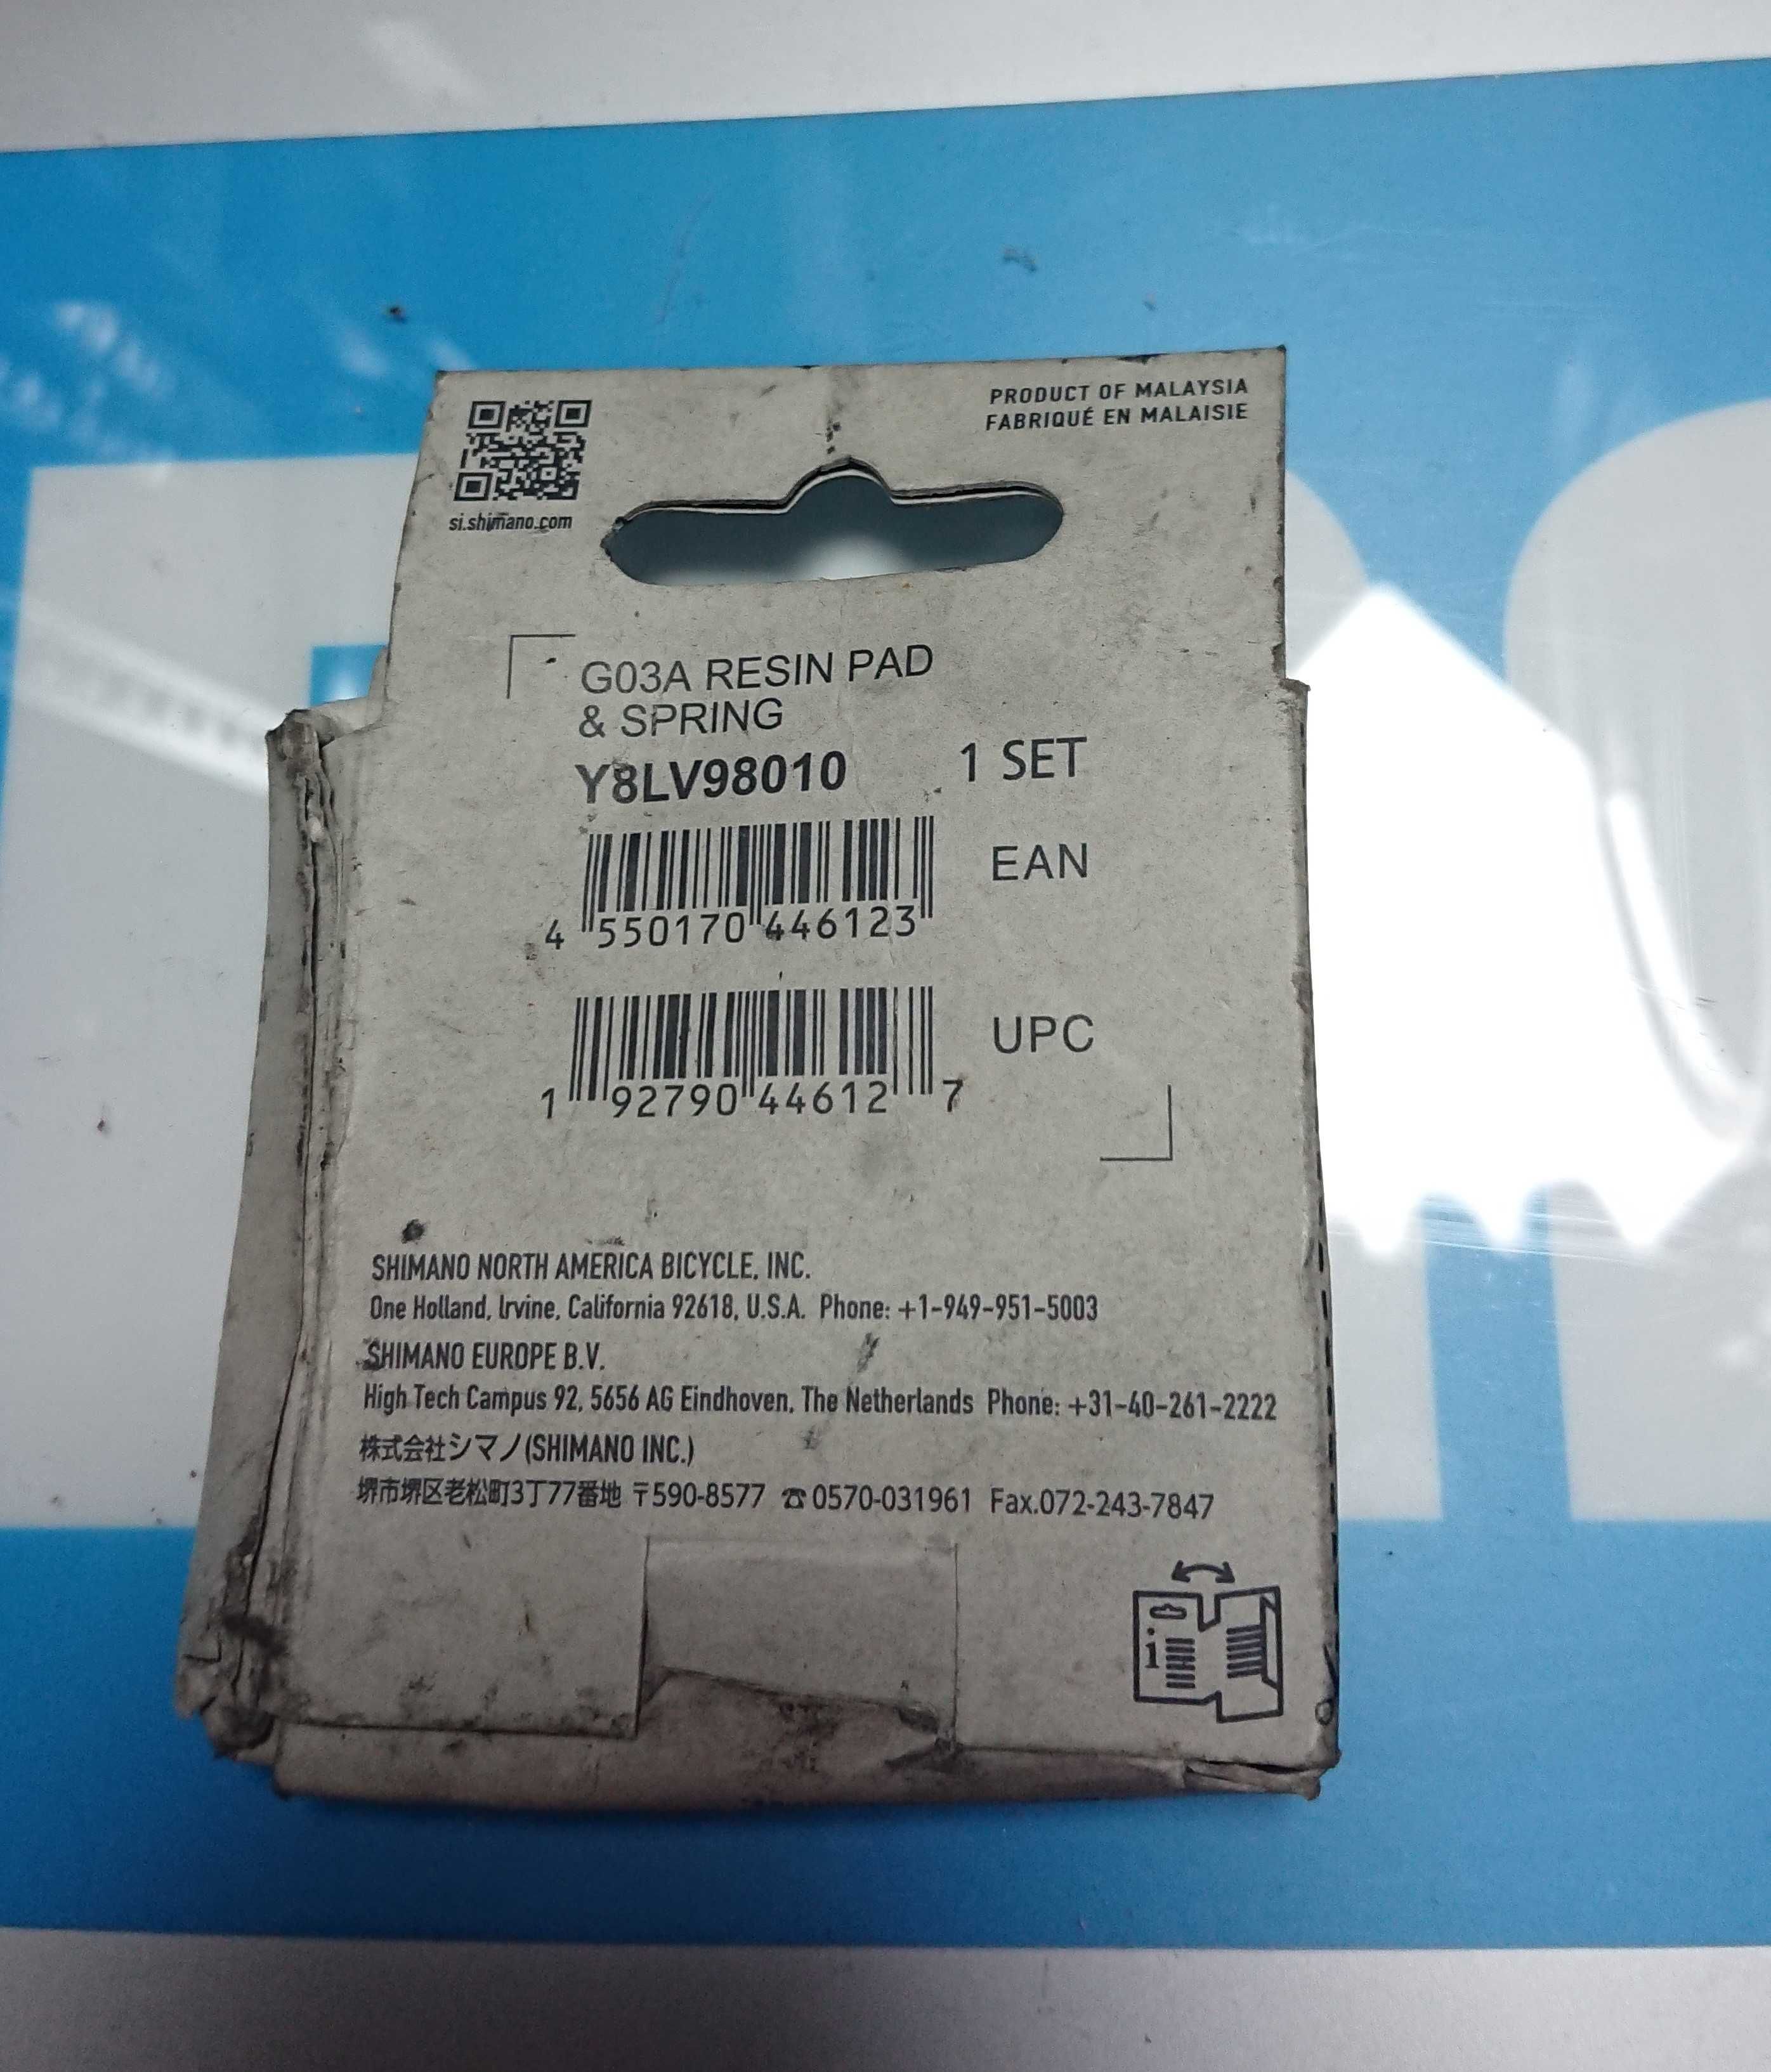 PRODUCT OF MALAYSIA
FABRIQUÉ EN MALAISIE
si.shimano.com
G03A RESIN PAD
& SPRING
Y8LV98010 1 SET
EAN
4 550170 446123
UPC
1 92790 44612 7
SHIMANO NORTH AMERICA BICYCLE, INC.
One Holland, Irvine, California 92618, U.S.A. Phone: +1-949-951-5003
SHIMANO EUROPE B.V.
High Tech Campus 92, 5656 AG Eindhoven, The Netherlands Phone: +31-40-261-2222
株式会社シマノ(SHIMANO INC.)
堺市堺区老松町3丁77番地 〒590-8577 ☎0570-031961 Fax.072-243-7847
i